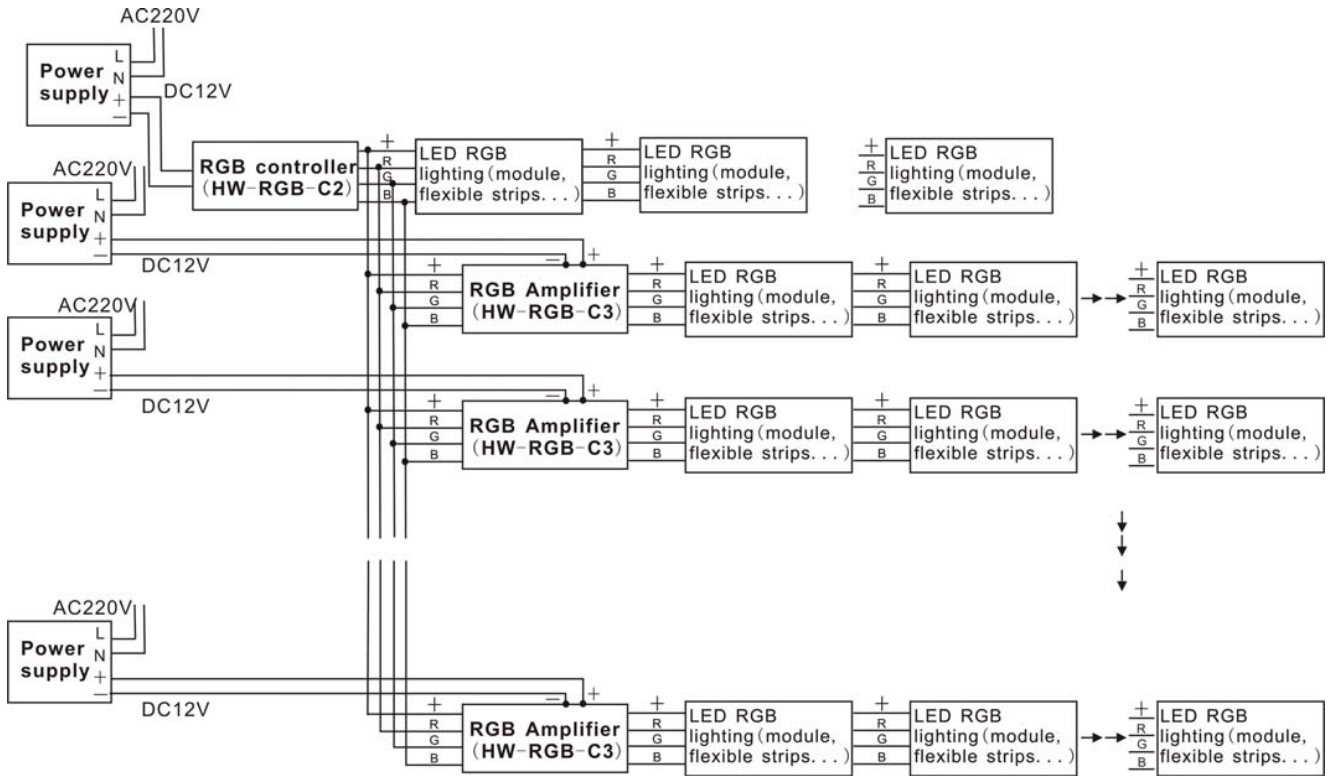 AC220V
Power
supply
L
N
+
−
DC12V
RGB controller
(HW-RGB-C2)
+
R
G
B
LED RGB
lighting(module,
flexible strips...)
+
R
G
B
LED RGB
lighting(module,
flexible strips...)
+
R
G
B
LED RGB
lighting(module,
flexible strips...)
AC220V
Power
supply
L
N
+
−
DC12V
− +
+
R
G
B
RGB Amplifier
(HW-RGB-C3)
+
R
G
B
LED RGB
lighting(module,
flexible strips...)
+
R
G
B
LED RGB
lighting(module,
flexible strips...)
+
R
G
B
LED RGB
lighting(module,
flexible strips...)
AC220V
Power
supply
L
N
+
−
DC12V
− +
+
R
G
B
RGB Amplifier
(HW-RGB-C3)
+
R
G
B
LED RGB
lighting(module,
flexible strips...)
+
R
G
B
LED RGB
lighting(module,
flexible strips...)
+
R
G
B
LED RGB
lighting(module,
flexible strips...)
AC220V
Power
supply
L
N
+
−
DC12V
− +
+
R
G
B
RGB Amplifier
(HW-RGB-C3)
+
R
G
B
LED RGB
lighting(module,
flexible strips...)
+
R
G
B
LED RGB
lighting(module,
flexible strips...)
+
R
G
B
LED RGB
lighting(module,
flexible strips...)